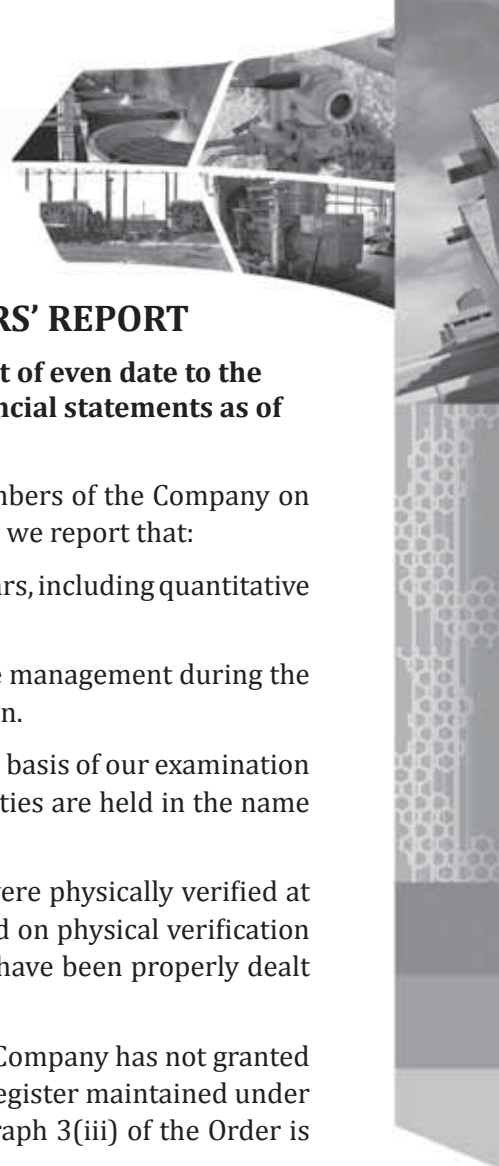 RS’ REPORT
t of even date to the
ncial statements as of
mbers of the Company on
we report that:
ars, including quantitative
e management during the
n.
basis of our examination
ties are held in the name
vere physically verified at
d on physical verification
have been properly dealt
Company has not granted
egister maintained under
raph 3(iii) of the Order is